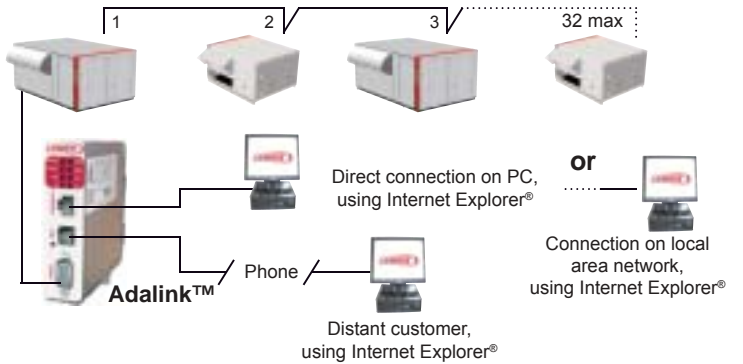 1
2
3
32 max
Direct connection on PC,
using Internet Explorer®
or
Connection on local
area network,
using Internet Explorer®
Phone
Adalink™
Distant customer,
using Internet Explorer®